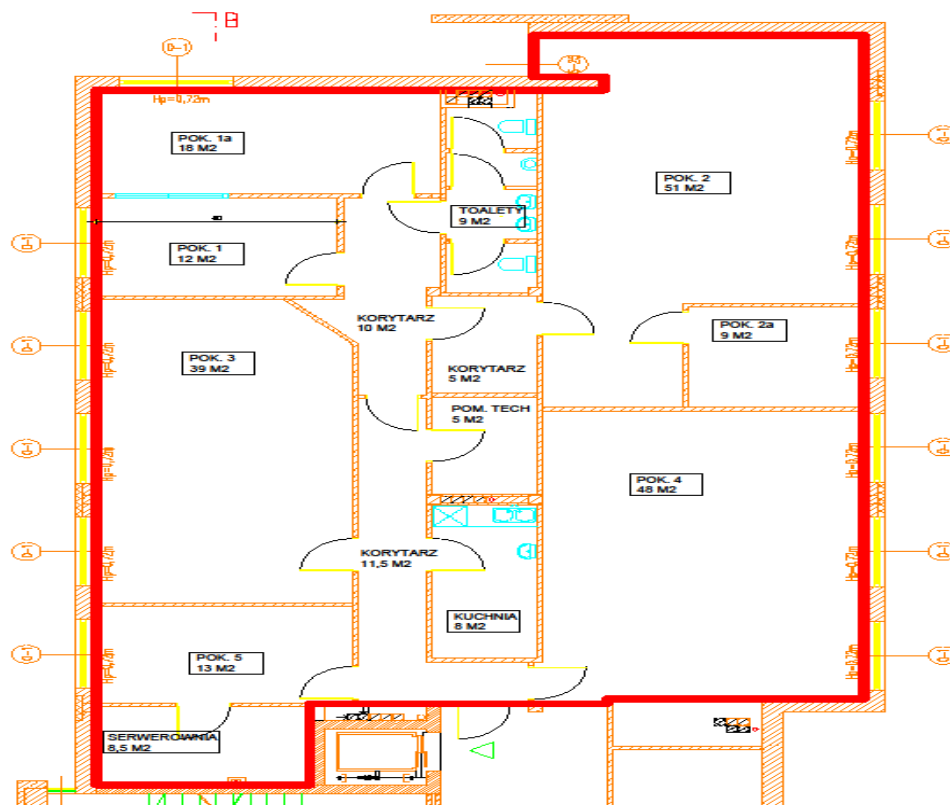 B
D-1
Hp=0,72m
POK. 1a
18 M2
POK. 2
51 M2
TOALETY
9 M2
POK. 1
12 M2
KORYTARZ
10 M2
POK. 2a
9 M2
POK. 3
39 M2
KORYTARZ
5 M2
POM. TECH
5 M2
POK. 4
48 M2
KORYTARZ
11,5 M2
KUCHNIA
8 M2
POK. 5
13 M2
SERWEROWNIA
8,5 M2